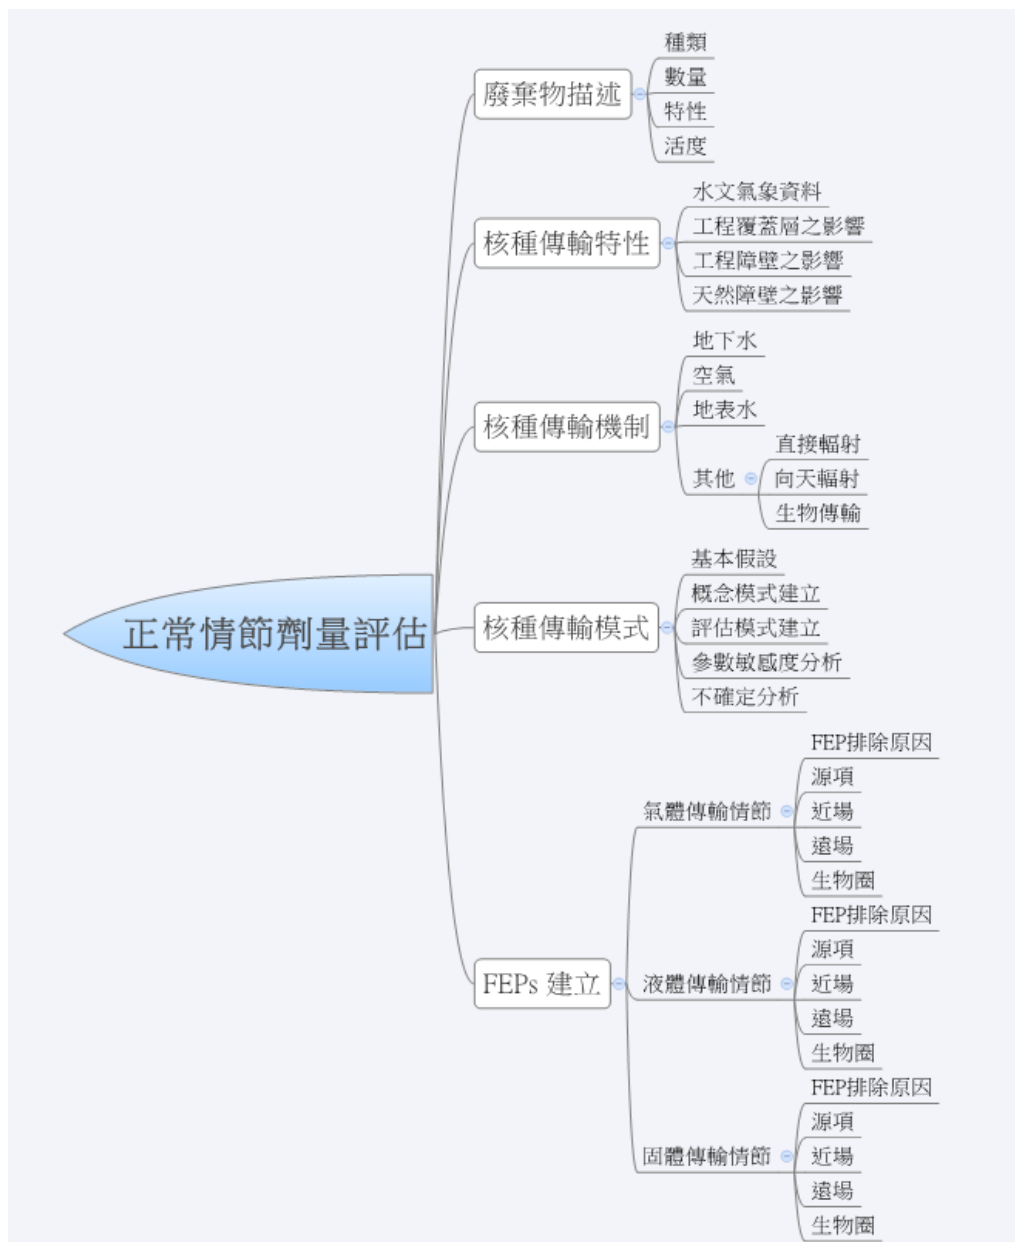 正常情節劑量評估
廢棄物描述
種類
數量
特性
活度
核種傳輸特性
水文氣象資料
工程覆蓋層之影響
工程障壁之影響
天然障壁之影響
核種傳輸機制
地下水
空氣
地表水
其他
直接輻射
向天輻射
生物傳輸
核種傳輸模式
基本假設
概念模式建立
評估模式建立
參數敏感度分析
不確定分析
FEPs 建立
氣體傳輸情節
FEP排除原因
源項
近場
遠場
生物圈
液體傳輸情節
FEP排除原因
源項
近場
遠場
生物圈
固體傳輸情節
FEP排除原因
源項
近場
遠場
生物圈